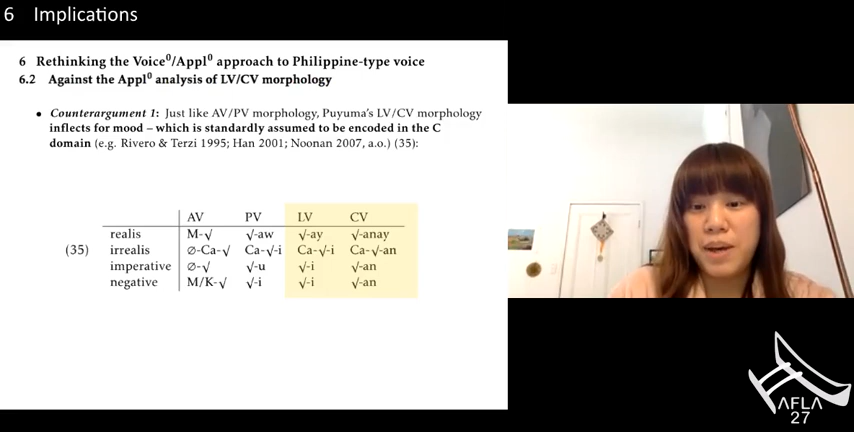 6 Implications
6 Rethinking the Voice⁰/Appl⁰ approach to Philippine-type voice
6.2 Against the Appl⁰ analysis of LV/CV morphology
• Counterargument 1: Just like AV/PV morphology, Puyuma's LV/CV morphology
inflects for mood – which is standardly assumed to be encoded in the C
domain (e.g. Rivero & Terzi 1995; Han 2001; Noonan 2007, a.o.) (35):
AV PV LV CV
realis M-√ √-aw √-ay √-anay
(35) irrealis ∅-Ca-√ Ca-√-i Ca-√-i Ca-√-an
imperative ∅-√ √-u √-i √-an
negative M/K-√ √-i √-i √-an
AFLA
27